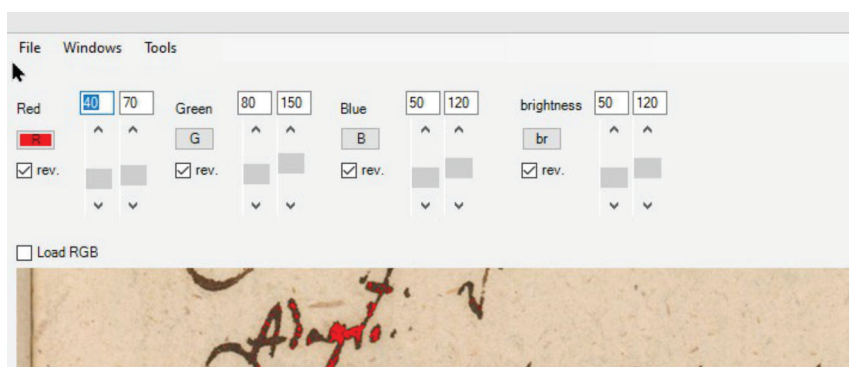 File Windows Tools
Red 40 70 Green 80 150 Blue 50 120 brightness 50 120
R G B br
rev. rev. rev. rev.
Load RGB
Adagio.